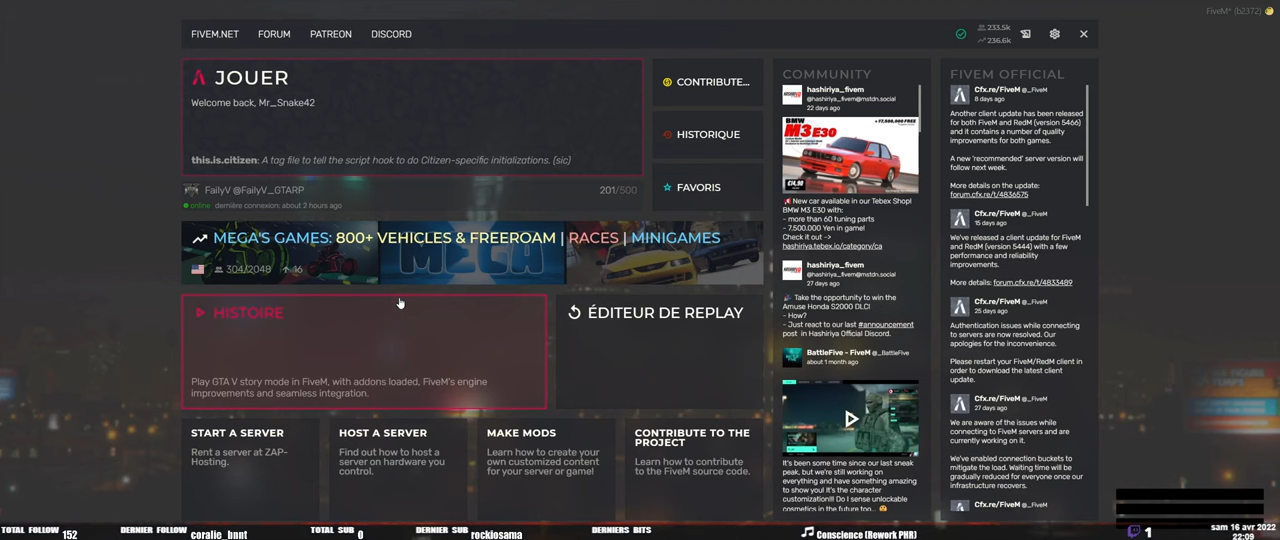 FiveM* (b2372)
FIVEM.NET FORUM PATREON DISCORD
233.5k
236.6k
JOUER
Welcome back, Mr_Snake42
this.is.citizen: A tag file to tell the script hook to do Citizen-specific initializations. (sic)
CONTRIBUTE...
HISTORIQUE
FAVORIS
FailyV @FailyV_GTARP
201/500
online dernière connexion: about 2 hours ago
MEGA'S GAMES: 800+ VEHICLES & FREEROAM | RACES | MINIGAMES
304/2048 16
HISTOIRE
Play GTA V story mode in FiveM, with addons loaded, FiveM's engine
improvements and seamless integration.
ÉDITEUR DE REPLAY
START A SERVER
Rent a server at ZAP-
Hosting.
HOST A SERVER
Find out how to host a
server on hardware you
control.
MAKE MODS
Learn how to create your
own customized content
for your server or game!
CONTRIBUTE TO THE
PROJECT
Learn how to contribute
to the FiveM source code.
COMMUNITY
hashiriya_fivem
@hashiriya_fivem@mstdn.social
22 days ago
BMW
M3 E30
New car available in our Tebex Shop!
BMW M3 E30 with:
- more than 60 tuning parts
- 7.500.000 Yen in game!
Check it out ->
hashiriya.tebex.io/category/ca
hashiriya_fivem
@hashiriya_fivem@mstdn.social
27 days ago
Take the opportunity to win the
Amuse Honda S2000 DLC!
- How?
- Just react to our last #announcement
post in Hashiriya Official Discord.
BattleFive - FiveM @_BattleFive
about 1 month ago
It's been some time since our last sneak
peak, but we're still working on
everything and have something amazing
to show you! It's the character
customization!!! Do I sense unlockable
cosmetics in the future too...
FIVEM OFFICIAL
Cfx.re/FiveM @_FiveM
8 days ago
Another client update has been released
for both FiveM and RedM (version 5466)
and it contains a number of quality
improvements for both games.
A new 'recommended' server version will
follow next week.
More details on the update:
forum.cfx.re/t/4836575
Cfx.re/FiveM @_FiveM
15 days ago
We've released a client update for FiveM
and RedM (version 5444) with a few
performance and reliability
improvements.
More details: forum.cfx.re/t/4833489
Cfx.re/FiveM @_FiveM
25 days ago
Authentication issues while connecting
to servers are now resolved. Our
apologies for the inconvenience.
Please restart your FiveM/RedM client in
order to download the latest client
update.
Cfx.re/FiveM @_FiveM
27 days ago
We are aware of the issues while
connecting to FiveM servers and are
currently working on it.
We've enabled connection buckets to
mitigate the load. Waiting time will be
gradually reduced for everyone once our
infrastructure recovers.
Cfx.re/FiveM @_FiveM
TOTAL FOLLOW 152
DERNIER FOLLOW coralie_bnnt
TOTAL SUB 0
DERNIER SUB rockiosama
DERNIERS BITS
Conscience (Rework PHR)
1
sam 16 avr 2022
22:09